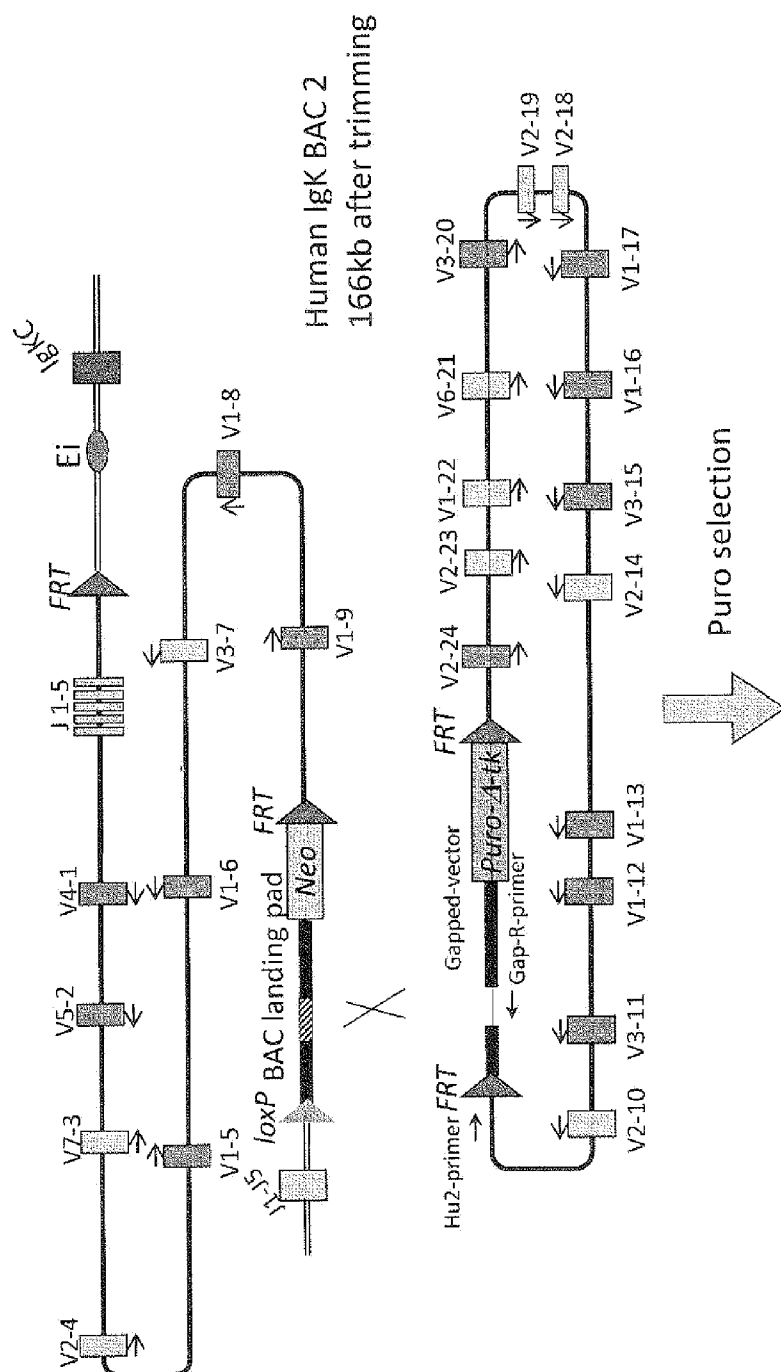 IgKC
Ei
FRT
J 1-5
V4-1
V5-2
V7-3
V2-4
V1-5
V1-6
V3-7
V1-8
V1-9
FRT
Neo
BAC landing pad
loxP
J1-J5
Human IgK BAC 2
166kb after trimming
Hu2-primer
FRT
Gapped-vector
Gap-R-primer
Puro-Δ-tk
FRT
V2-24
V2-23
V1-22
V6-21
V3-20
V2-19
V2-18
V1-17
V1-16
V3-15
V2-14
V1-13
V1-12
V3-11
V2-10
Puro selection